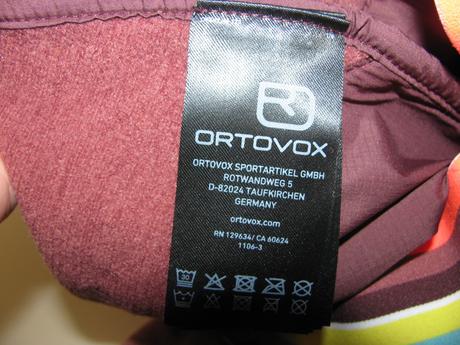 ORTOVOX
ORTOVOX SPORTARTIKEL GMBH
ROTWANDWEG 5
D-82024 TAUFKIRCHEN
GERMANY
ortovox.com
RN 129634/ CA 60624
1106-3
30